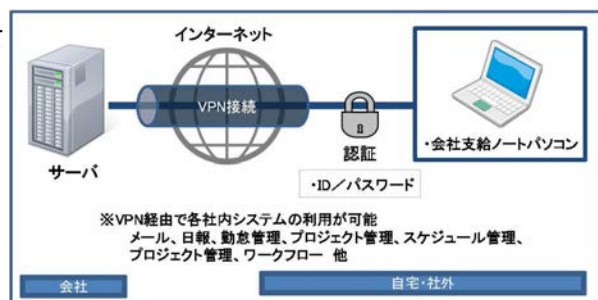 インターネット
VPN接続
サーバ
認証
・ID／パスワード
・会社支給ノートパソコン
※VPN経由で各社内システムの利用が可能
メール、日報、勤怠管理、プロジェクト管理、スケジュール管理、
プロジェクト管理、ワークフロー 他
会社
自宅・社外